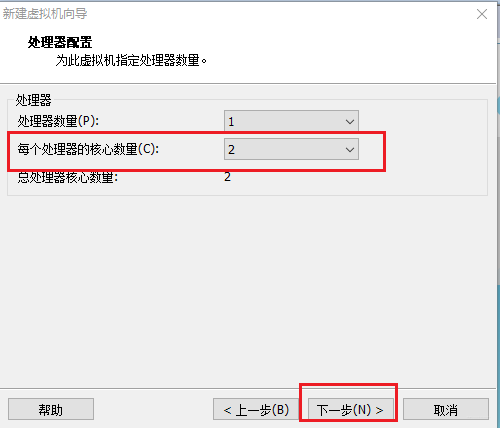 新建虚拟机向导
处理器配置
为此虚拟机指定处理器数量。
处理器
处理器数量(P):
1
每个处理器的核心数量(C):
2
总处理器核心数量:
2
帮助
< 上一步(B)
下一步(N) >
取消